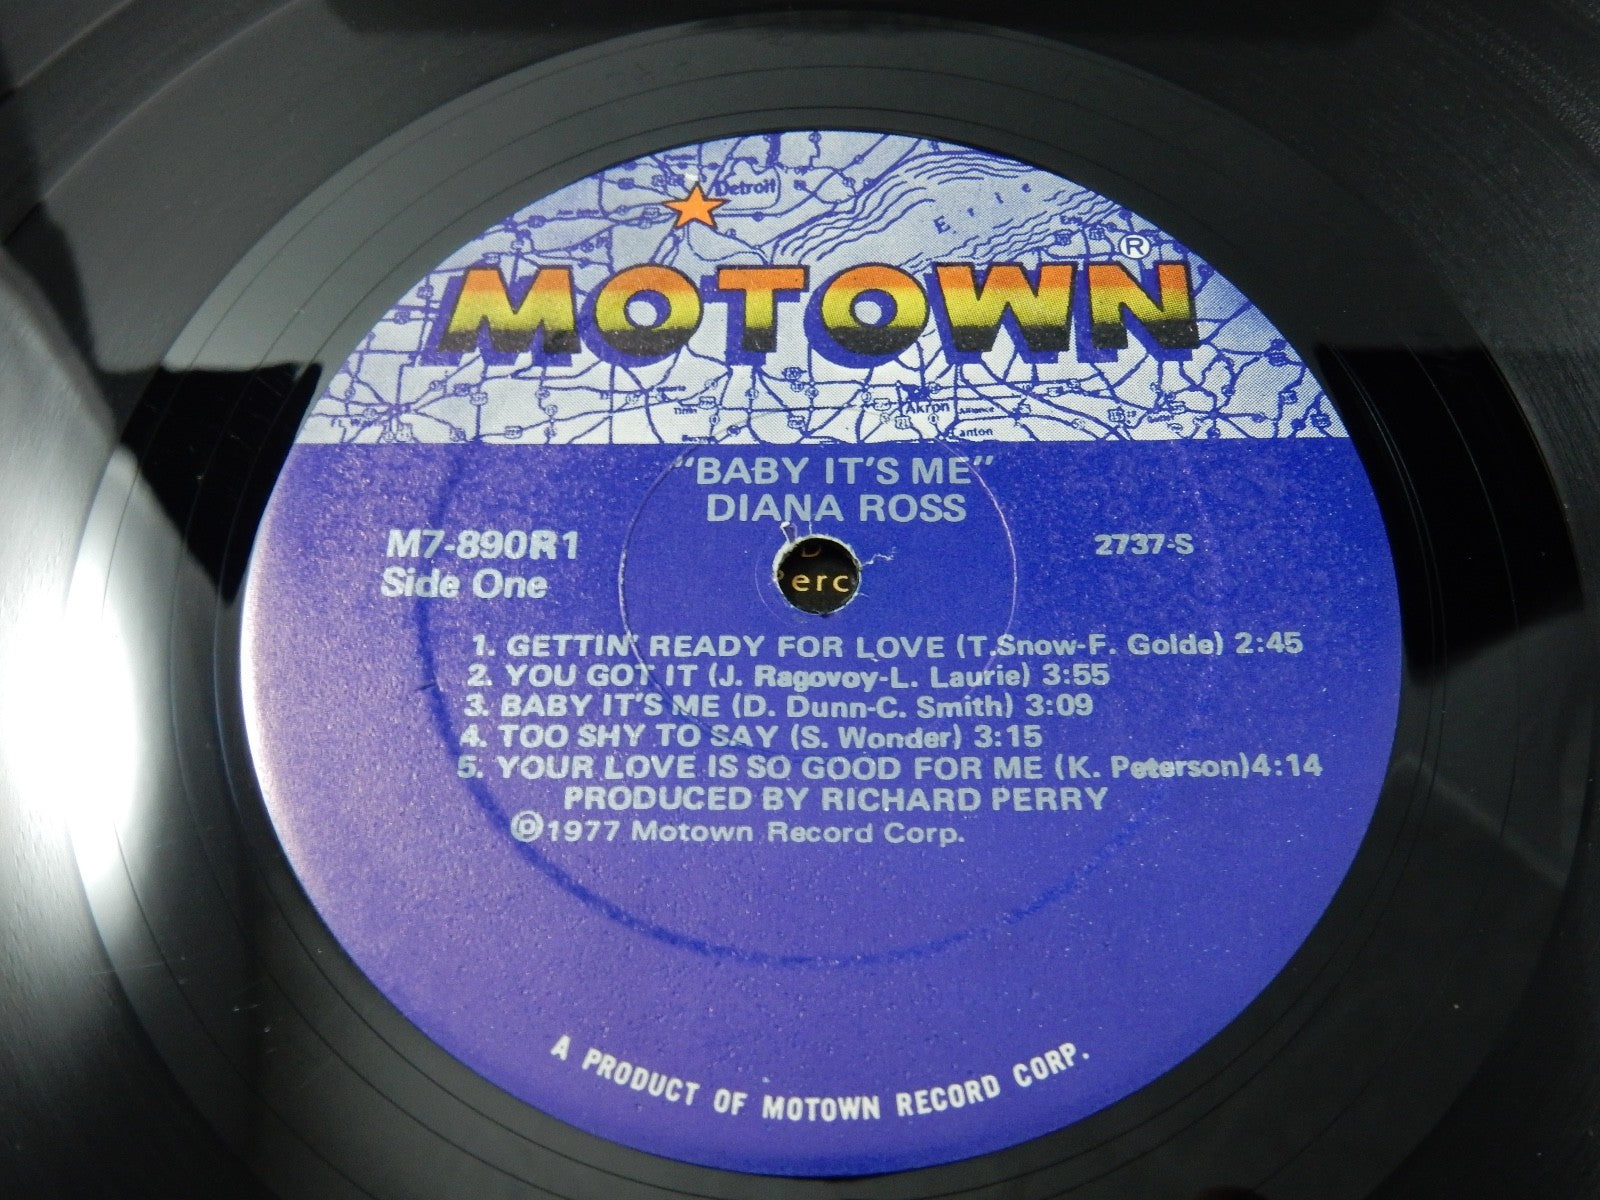 Detroit
Erie
MOTOWN®
Akron
Canton
"BABY IT'S ME"
DIANA ROSS
M7-890R1
2737-S
Side One
erc
1. GETTIN' READY FOR LOVE (T.Snow-F. Golde) 2:45
2. YOU GOT IT (J. Ragovoy-L. Laurie) 3:55
3. BABY IT'S ME (D. Dunn-C. Smith) 3:09
4. TOO SHY TO SAY (S. Wonder) 3:15
5. YOUR LOVE IS SO GOOD FOR ME (K. Peterson)4:14
PRODUCED BY RICHARD PERRY
℗1977 Motown Record Corp.
A PRODUCT OF MOTOWN RECORD CORP.